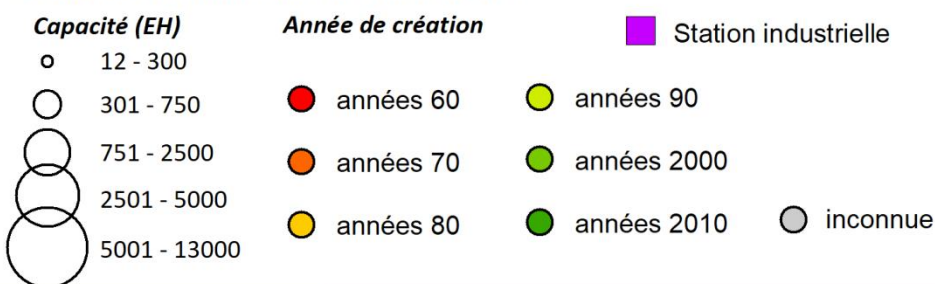 Capacité (EH)
12 - 300
301 - 750
751 - 2500
2501 - 5000
5001 - 13000
Année de création
années 60
années 70
années 80
années 90
années 2000
années 2010
Station industrielle
inconnue